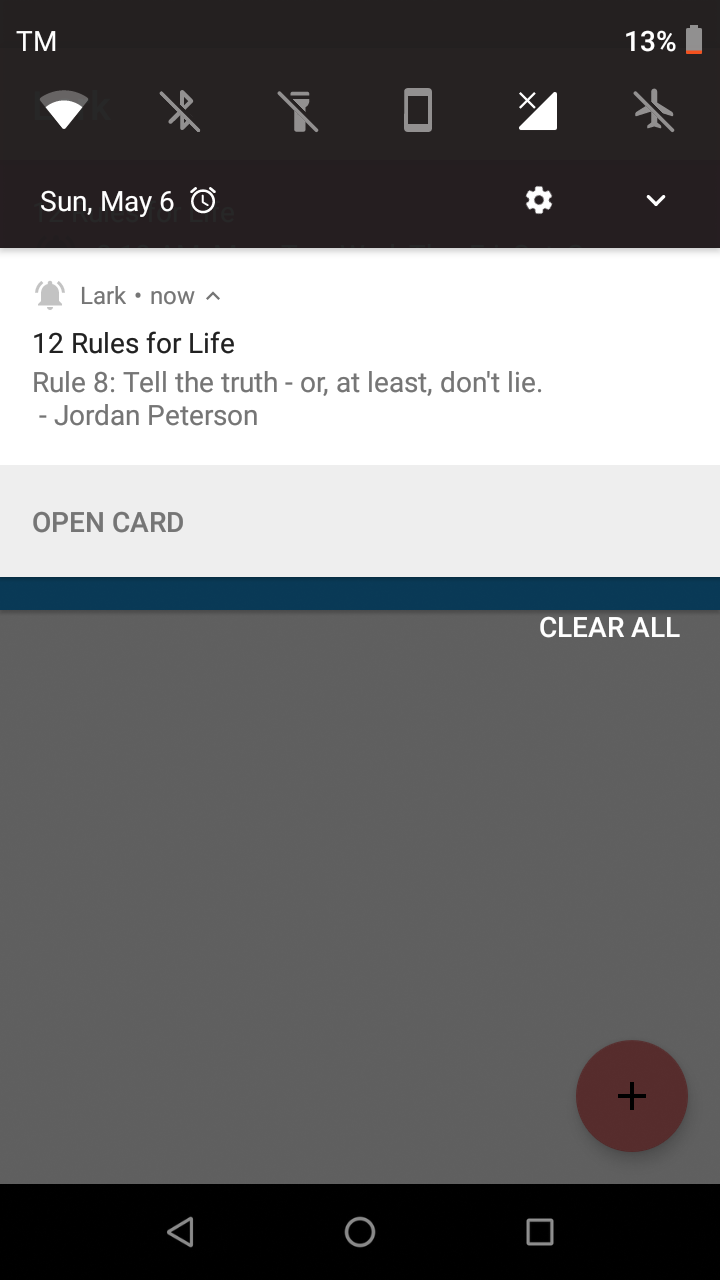 TM
13%
Sun, May 6
Lark • now
12 Rules for Life
Rule 8: Tell the truth - or, at least, don't lie.
- Jordan Peterson
OPEN CARD
CLEAR ALL